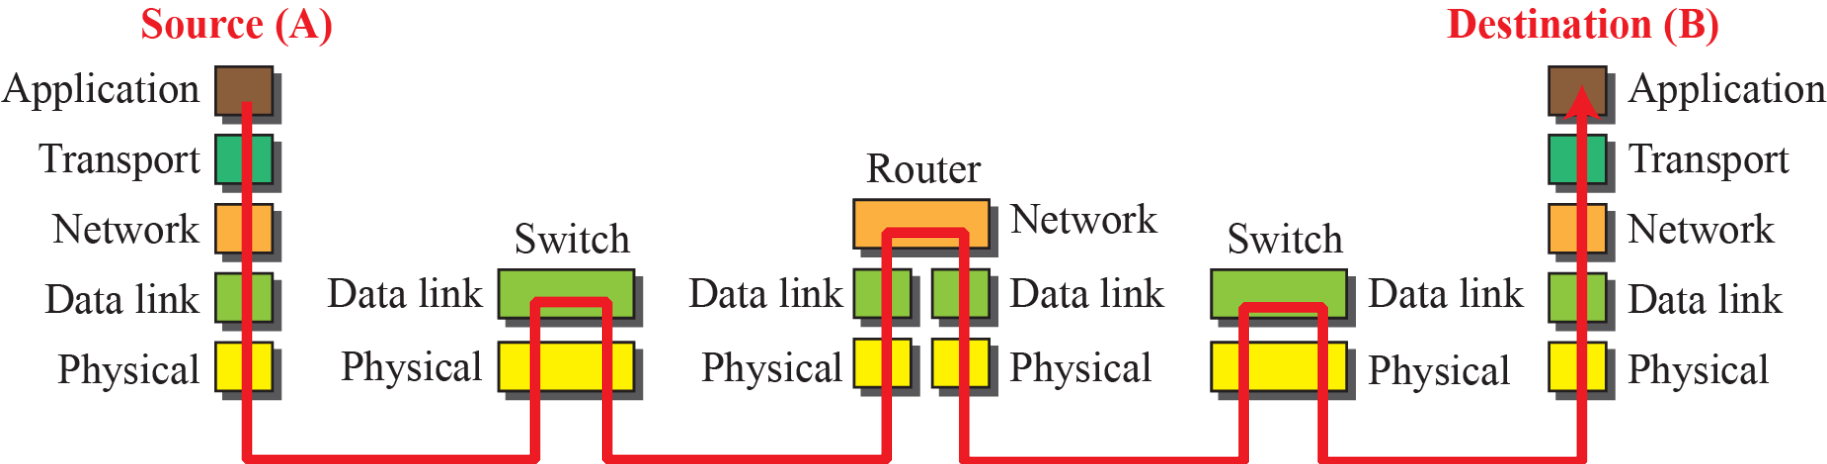 Source (A)
Destination (B)
Application
Application
Transport
Transport
Router
Network
Network
Network
Switch
Switch
Data link
Data link
Data link
Data link
Data link
Data link
Physical
Physical
Physical
Physical
Physical
Physical